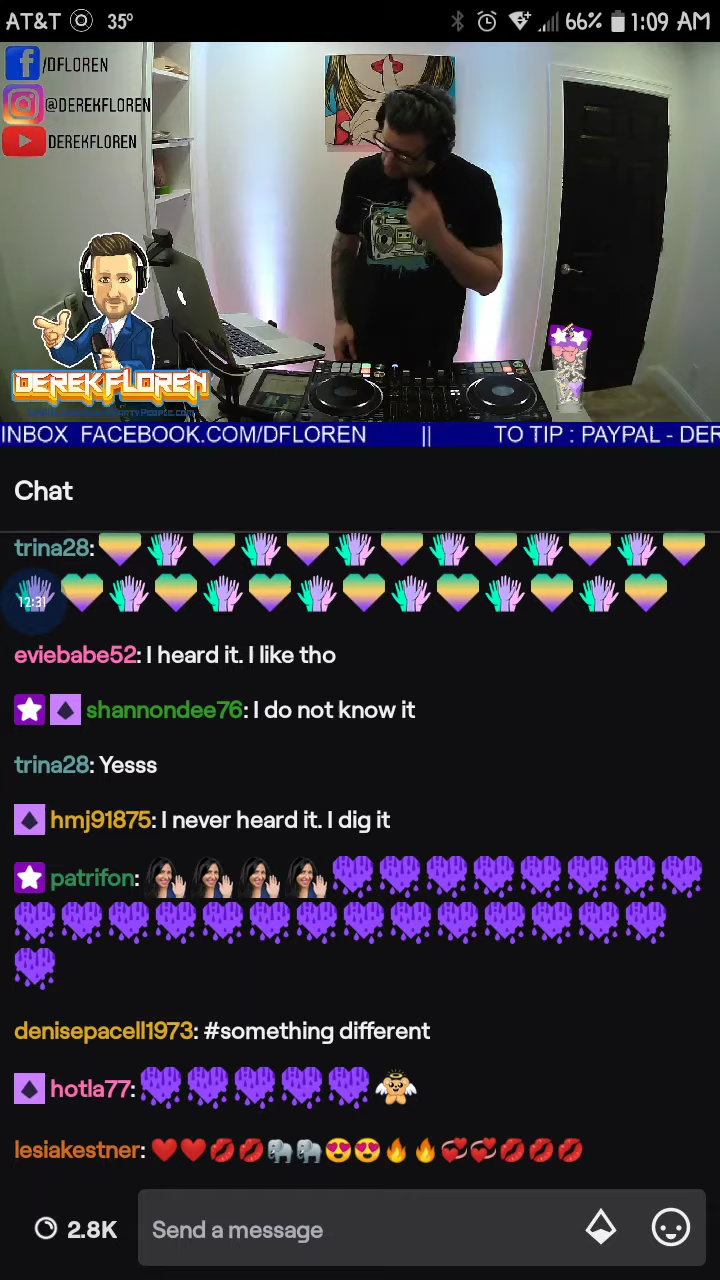 AT&T 35° 66% 1:09 AM
/DFLOREN
@DEREKFLOREN
DEREKFLOREN
DEREKFLOREN
INBOX FACEBOOK.COM/DFLOREN || TO TIP : PAYPAL - DER
Chat
trina28:
12:31
eviebabe52: I heard it. I like tho
shannondee76: I do not know it
trina28: Yesss
hmj91875: I never heard it. I dig it
patrifon:
denisepacell1973: #something different
hotla77:
lesiakestner: ❤️❤️💋💋🐘🐘😍😍🔥🔥💞💞💋💋💋
2.8K Send a message